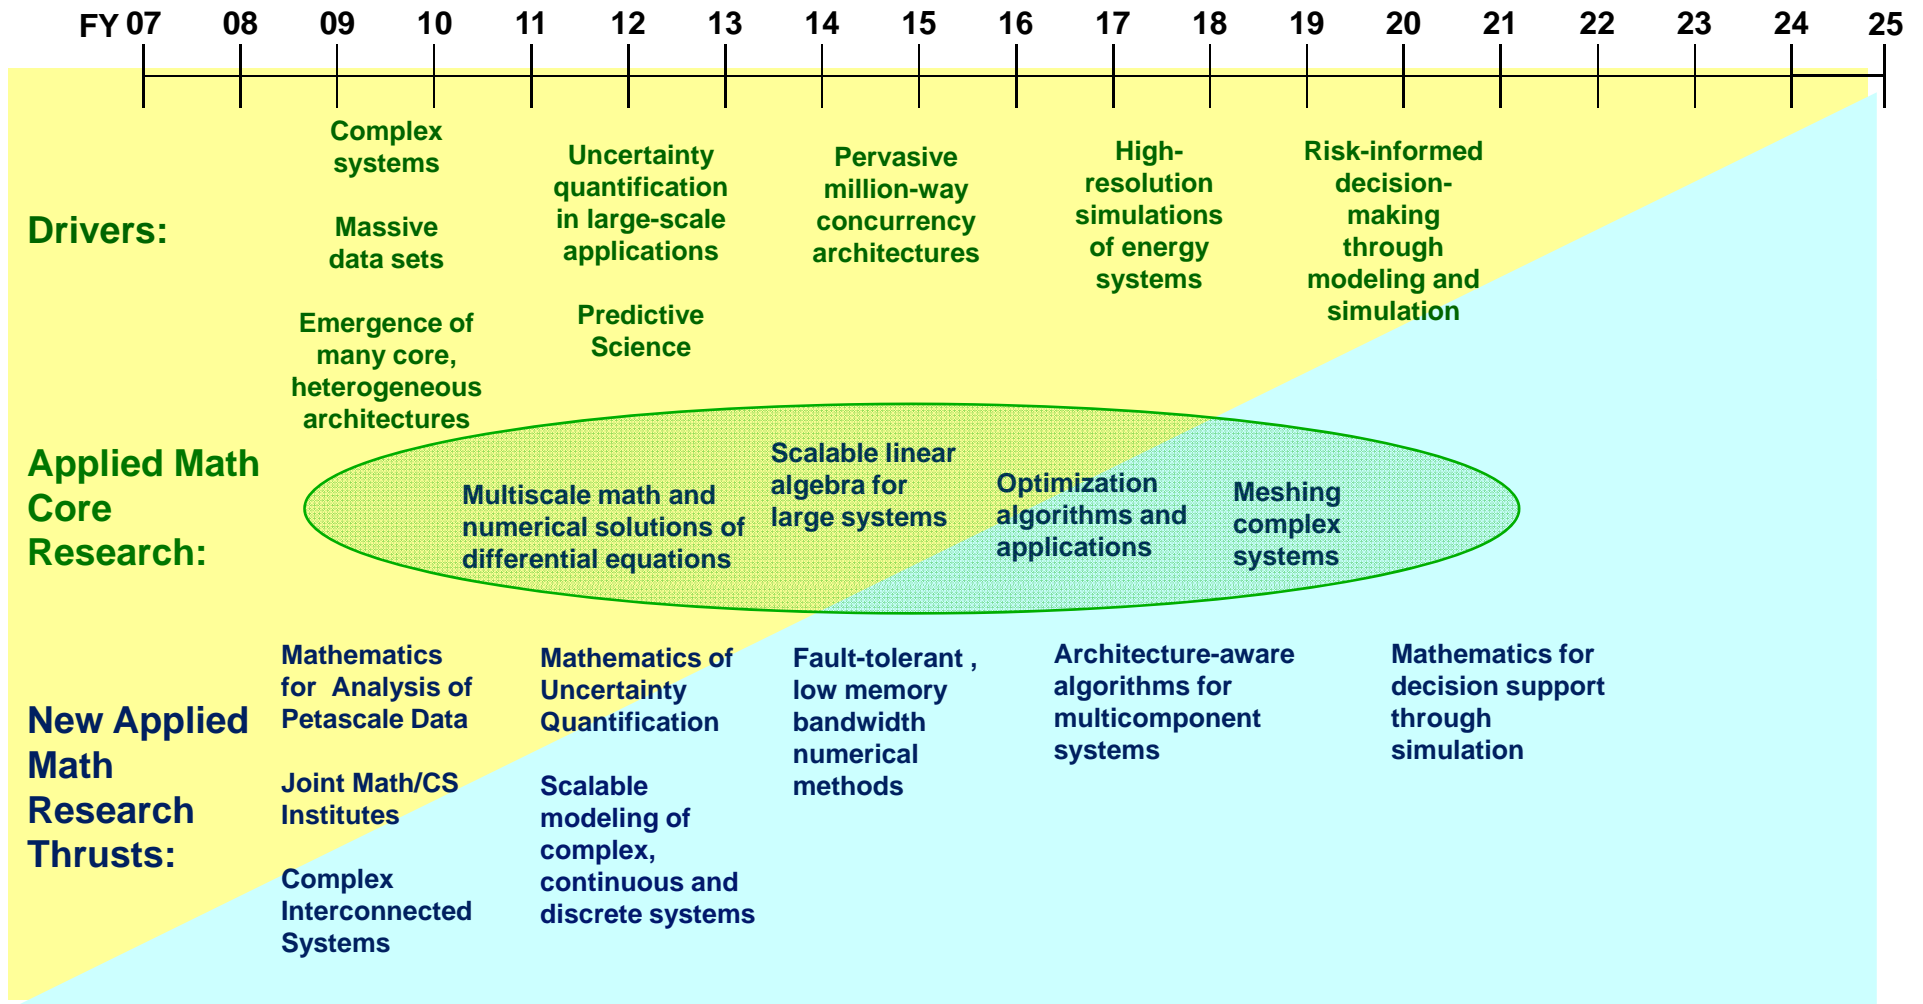 FY 07 08 09 10 11 12 13 14 15 16 17 18 19 20 21 22 23 24 25
Drivers:
Complex
systems
Massive
data sets
Emergence of
many core,
heterogeneous
architectures
Uncertainty
quantification
in large-scale
applications
Predictive
Science
Pervasive
million-way
concurrency
architectures
High-
resolution
simulations
of energy
systems
Risk-informed
decision-
making
through
modeling and
simulation
Applied Math
Core
Research:
Multiscale math and
numerical solutions of
differential equations
Scalable linear
algebra for
large systems
Optimization
algorithms and
applications
Meshing
complex
systems
New Applied
Math
Research
Thrusts:
Mathematics
for Analysis of
Petascale Data
Joint Math/CS
Institutes
Complex
Interconnected
Systems
Mathematics of
Uncertainty
Quantification
Scalable
modeling of
complex,
continuous and
discrete systems
Fault-tolerant ,
low memory
bandwidth
numerical
methods
Architecture-aware
algorithms for
multicomponent
systems
Mathematics for
decision support
through
simulation